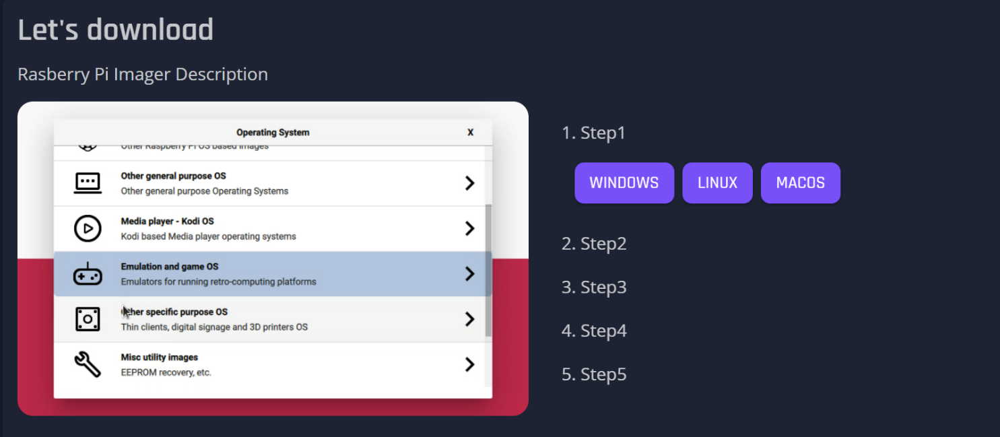 Let's download
Rasberry Pi Imager Description
Operating System
X
Other Raspberry Pi OS based images
Other general purpose OS
Other general purpose Operating Systems
Media player - Kodi OS
Kodi based Media player operating systems
Emulation and game OS
Emulators for running retro-computing platforms
Other specific purpose OS
Thin clients, digital signage and 3D printers OS
Misc utility images
EEPROM recovery, etc.
1. Step1
WINDOWS
LINUX
MACOS
2. Step2
3. Step3
4. Step4
5. Step5